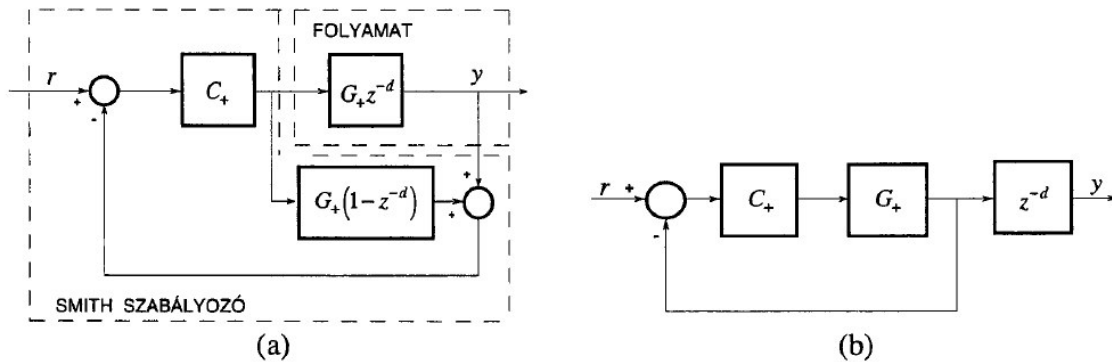 FOLYAMAT
r
+
-
C₊
G₊z⁻ᵈ
y
G₊(1−z⁻ᵈ)
+
+
SMITH SZABÁLYOZÓ
(a)
r
+
-
C₊
G₊
z⁻ᵈ
y
(b)